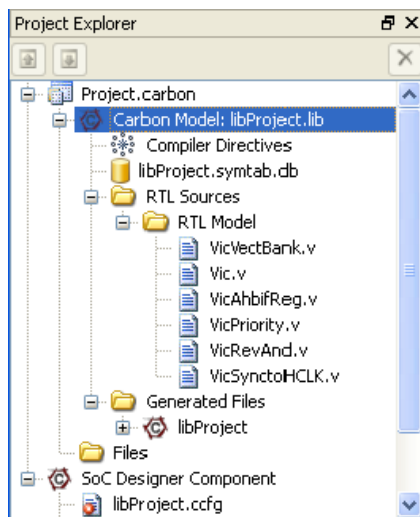 Project Explorer
Project.carbon
Carbon Model: libProject.lib
Compiler Directives
libProject.symtab.db
RTL Sources
RTL Model
VicVectBank.v
Vic.v
VicAhbifReg.v
VicPriority.v
VicRevAnd.v
VicSynctoHCLK.v
Generated Files
libProject
Files
SoC Designer Component
libProject.ccfg